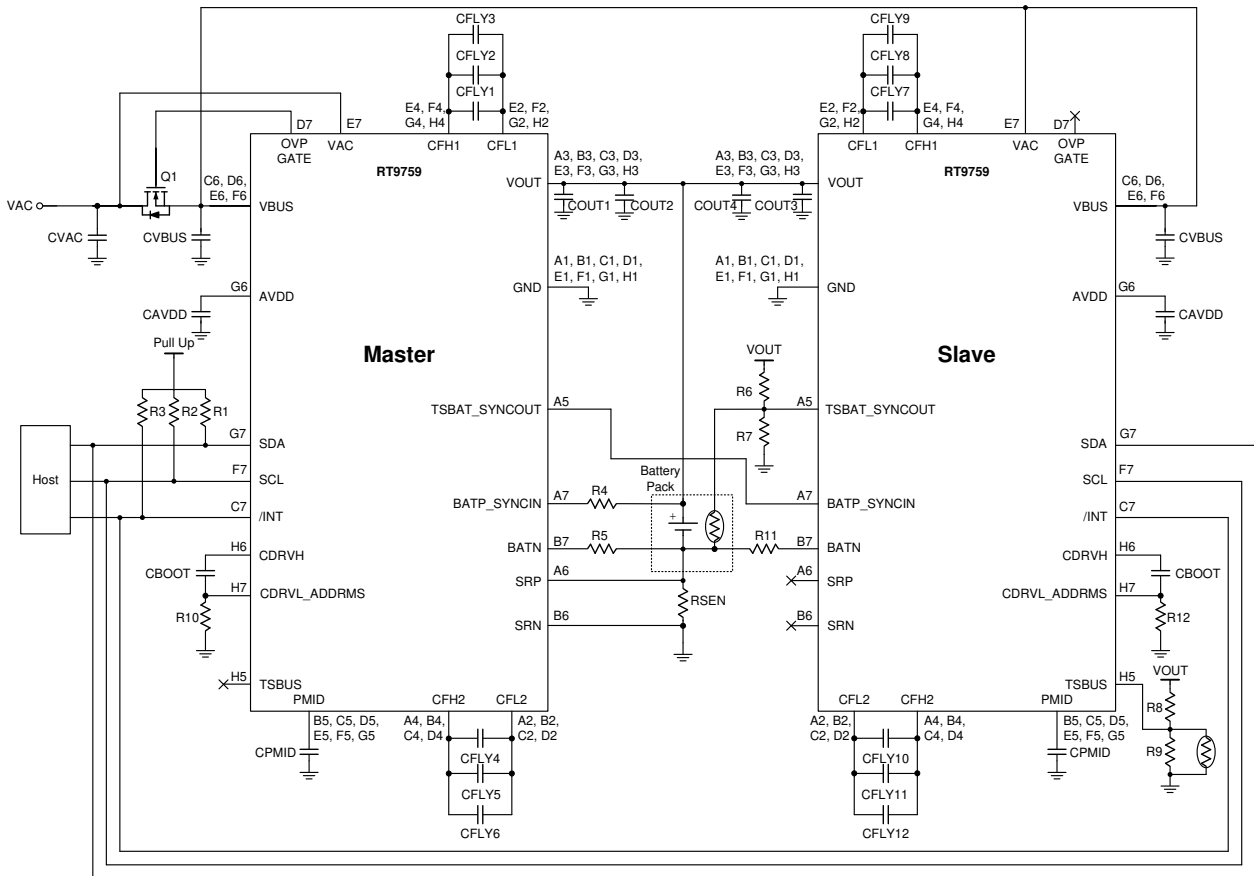 CFLY3
CFLY2
CFLY1
E4, F4,
G4, H4
E2, F2,
G2, H2
CFLY9
CFLY8
CFLY7
E2, F2,
G2, H2
E4, F4,
G4, H4
D7
E7
OVP
GATE
VAC
CFH1
CFL1
RT9759
CFL1
CFH1
E7
VAC
D7
OVP
GATE
RT9759
Q1
VAC
CVAC
CVBUS
C6, D6,
E6, F6
VBUS
VOUT
A3, B3, C3, D3,
E3, F3, G3, H3
COUT1
COUT2
A3, B3, C3, D3,
E3, F3, G3, H3
COUT4
COUT3
VOUT
C6, D6,
E6, F6
VBUS
CVBUS
A1, B1, C1, D1,
E1, F1, G1, H1
GND
A1, B1, C1, D1,
E1, F1, G1, H1
GND
G6
AVDD
CAVDD
AVDD
G6
CAVDD
Pull Up
Master
Slave
R3
R2
R1
TSBAT_SYNCOUT
A5
VOUT
R6
R7
A5
TSBAT_SYNCOUT
Host
G7
SDA
F7
SCL
C7
/INT
SDA
G7
SCL
F7
/INT
C7
Battery
Pack
+
BATP_SYNCIN
A7
R4
A7
BATP_SYNCIN
BATN
B7
R5
R11
B7
BATN
H6
CDRVH
CBOOT
SRP
A6
A6
SRP
CDRVH
H6
CBOOT
H7
CDRVL_ADDRMS
R10
RSEN
CDRVL_ADDRMS
H7
R12
SRN
B6
B6
SRN
H5
TSBUS
TSBUS
H5
VOUT
R8
R9
PMID
CFH2
CFL2
CFL2
CFH2
PMID
B5, C5, D5,
E5, F5, G5
CPMID
A4, B4,
C4, D4
A2, B2,
C2, D2
CFLY4
CFLY5
CFLY6
A2, B2,
C2, D2
A4, B4,
C4, D4
CFLY10
CFLY11
CFLY12
B5, C5, D5,
E5, F5, G5
CPMID